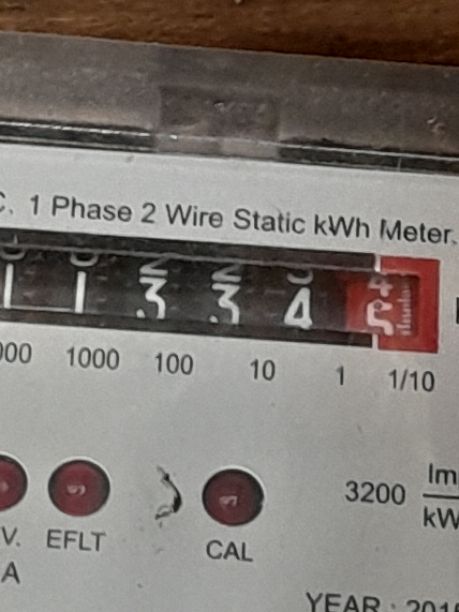 C. 1 Phase 2 Wire Static kWh Meter.
1 1 3 3 4
000 1000 100 10 1 1/10
3200 Im
kW
V. EFLT CAL
A
YEAR : 201